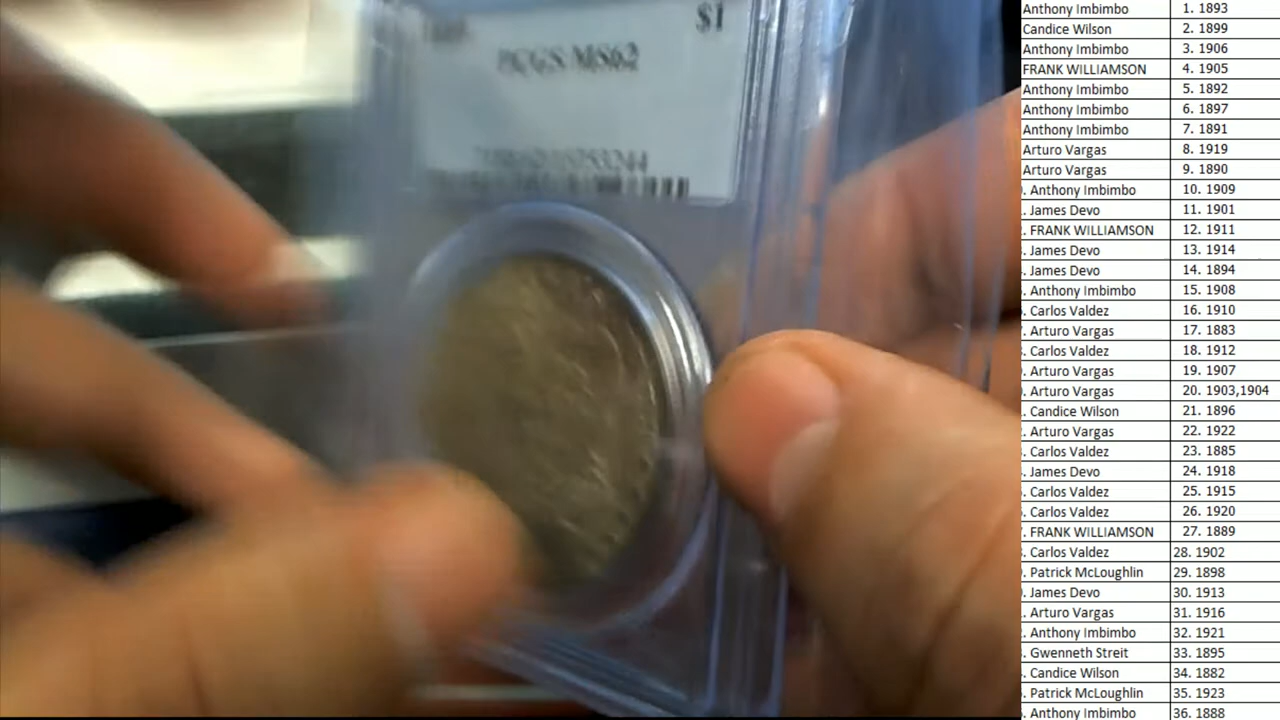 $1
PCGS MS62
Anthony Imbimbo 1. 1893
Candice Wilson 2. 1899
Anthony Imbimbo 3. 1906
FRANK WILLIAMSON 4. 1905
Anthony Imbimbo 5. 1892
Anthony Imbimbo 6. 1897
Anthony Imbimbo 7. 1891
Arturo Vargas 8. 1919
Arturo Vargas 9. 1890
. Anthony Imbimbo 10. 1909
. James Devo 11. 1901
. FRANK WILLIAMSON 12. 1911
. James Devo 13. 1914
. James Devo 14. 1894
. Anthony Imbimbo 15. 1908
. Carlos Valdez 16. 1910
. Arturo Vargas 17. 1883
. Carlos Valdez 18. 1912
. Arturo Vargas 19. 1907
. Arturo Vargas 20. 1903,1904
. Candice Wilson 21. 1896
. Arturo Vargas 22. 1922
. Carlos Valdez 23. 1885
. James Devo 24. 1918
. Carlos Valdez 25. 1915
. Carlos Valdez 26. 1920
. FRANK WILLIAMSON 27. 1889
. Carlos Valdez 28. 1902
. Patrick McLoughlin 29. 1898
. James Devo 30. 1913
. Arturo Vargas 31. 1916
. Anthony Imbimbo 32. 1921
. Gwenneth Streit 33. 1895
. Candice Wilson 34. 1882
. Patrick McLoughlin 35. 1923
. Anthony Imbimbo 36. 1888